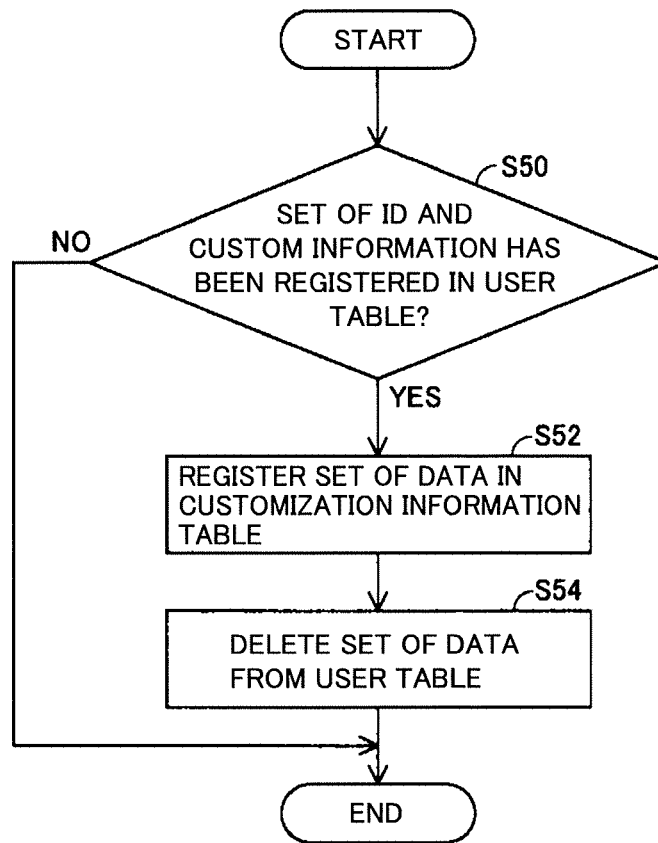 START
S50
SET OF ID AND
NO
CUSTOM INFORMATION HAS
BEEN REGISTERED IN USER
TABLE?
YES
S52
REGISTER SET OF DATA IN
CUSTOMIZATION INFORMATION
TABLE
S54
DELETE SET OF DATA
FROM USER TABLE
END